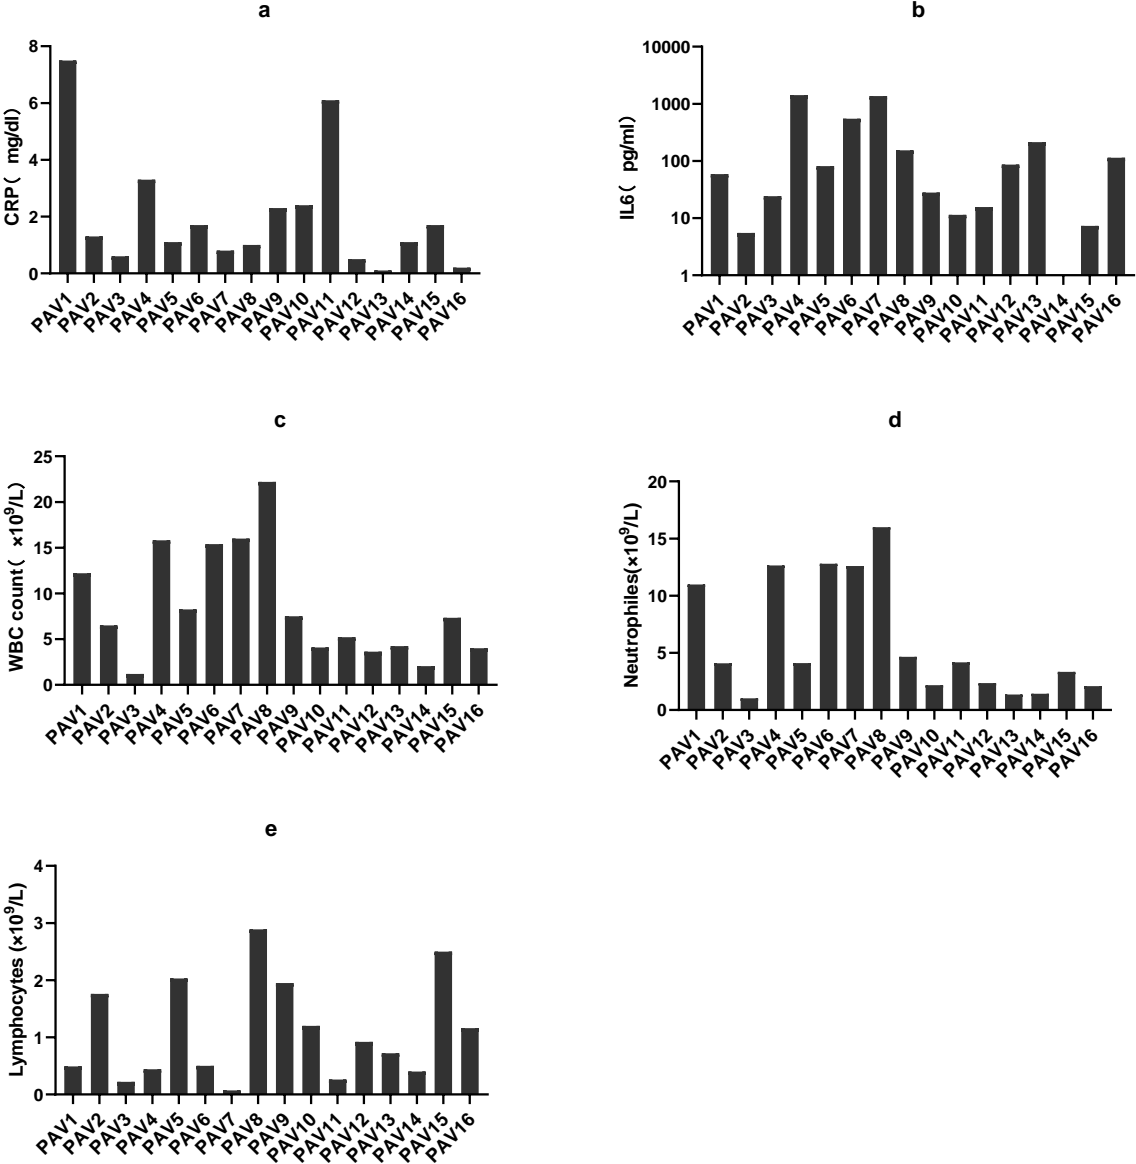 a
CRP( mg/dl)
8
6
4
2
0
PAV1 PAV2 PAV3 PAV4 PAV5 PAV6 PAV7 PAV8 PAV9 PAV10 PAV11 PAV12 PAV13 PAV14 PAV15 PAV16
b
IL6( pg/ml)
10000
1000
100
10
1
PAV1 PAV2 PAV3 PAV4 PAV5 PAV6 PAV7 PAV8 PAV9 PAV10 PAV11 PAV12 PAV13 PAV14 PAV15 PAV16
c
WBC count( ×10⁹/L)
25
20
15
10
5
0
PAV1 PAV2 PAV3 PAV4 PAV5 PAV6 PAV7 PAV8 PAV9 PAV10 PAV11 PAV12 PAV13 PAV14 PAV15 PAV16
d
Neutrophiles(×10⁹/L)
20
15
10
5
0
PAV1 PAV2 PAV3 PAV4 PAV5 PAV6 PAV7 PAV8 PAV9 PAV10 PAV11 PAV12 PAV13 PAV14 PAV15 PAV16
e
Lymphocytes (×10⁹/L)
4
3
2
1
0
PAV1 PAV2 PAV3 PAV4 PAV5 PAV6 PAV7 PAV8 PAV9 PAV10 PAV11 PAV12 PAV13 PAV14 PAV15 PAV16